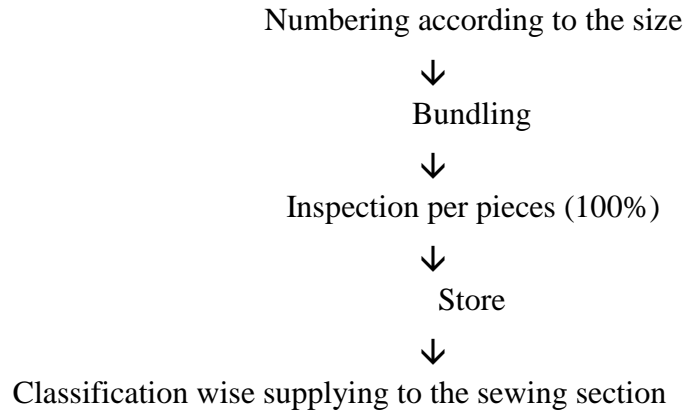 Numbering according to the size
↓
Bundling
↓
Inspection per pieces (100%)
↓
Store
↓
Classification wise supplying to the sewing section